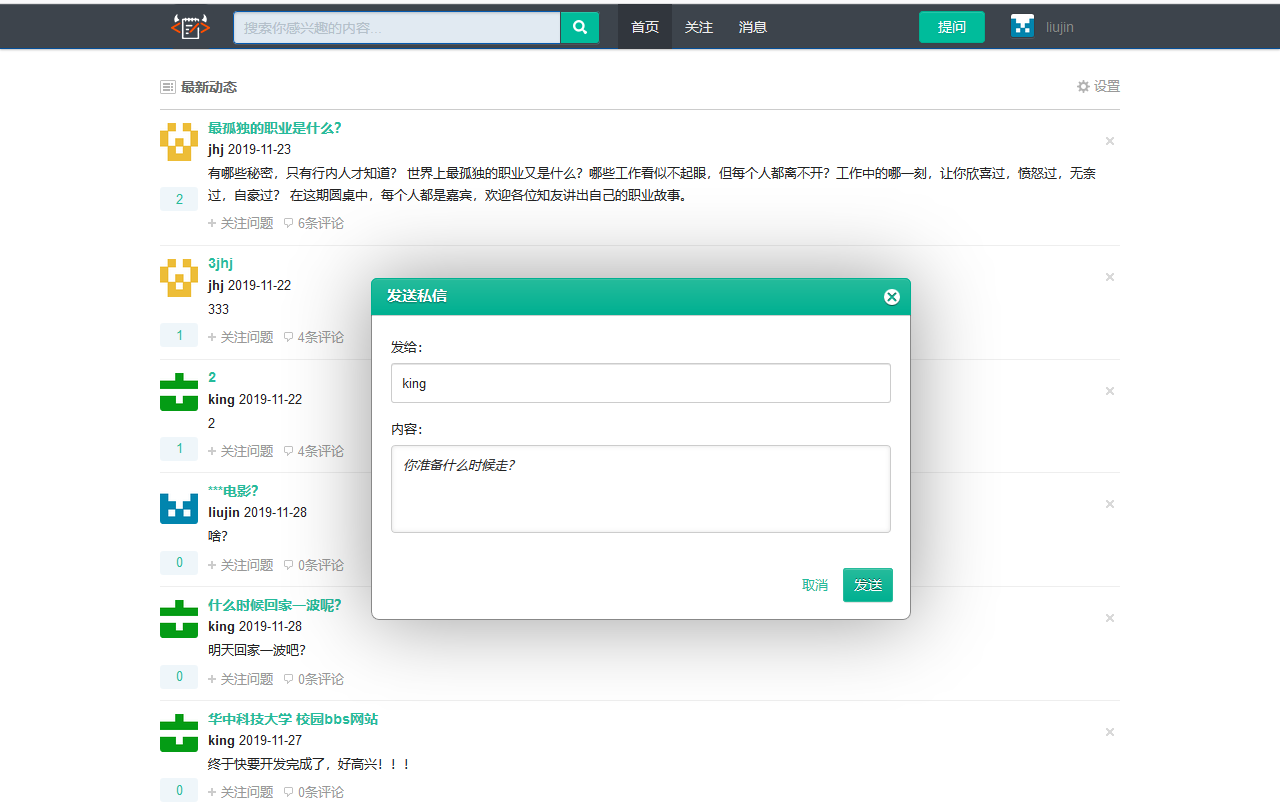 搜索你感兴趣的内容...
首页 关注 消息
提问
liujin
最新动态
设置
最孤独的职业是什么?
jhj 2019-11-23
有哪些秘密，只有行内人才知道？ 世界上最孤独的职业又是什么？哪些工作看似不起眼，但每个人都离不开？工作中的哪一刻，让你欣喜过，愤怒过，无奈
过，自豪过？ 在这期圆桌中，每个人都是嘉宾，欢迎各位知友讲出自己的职业故事。
2
关注问题 6条评论
3jhj
jhj 2019-11-22
333
1
关注问题 4条评论
2
king 2019-11-22
2
1
关注问题 4条评论
***电影?
liujin 2019-11-28
啥?
0
关注问题 0条评论
什么时候回家一波呢?
king 2019-11-28
明天回家一波吧?
0
关注问题 0条评论
华中科技大学 校园bbs网站
king 2019-11-27
终于快要开发完成了，好高兴！！！
0
关注问题 0条评论
发送私信
发给：
king
内容：
你准备什么时候走？
取消 发送